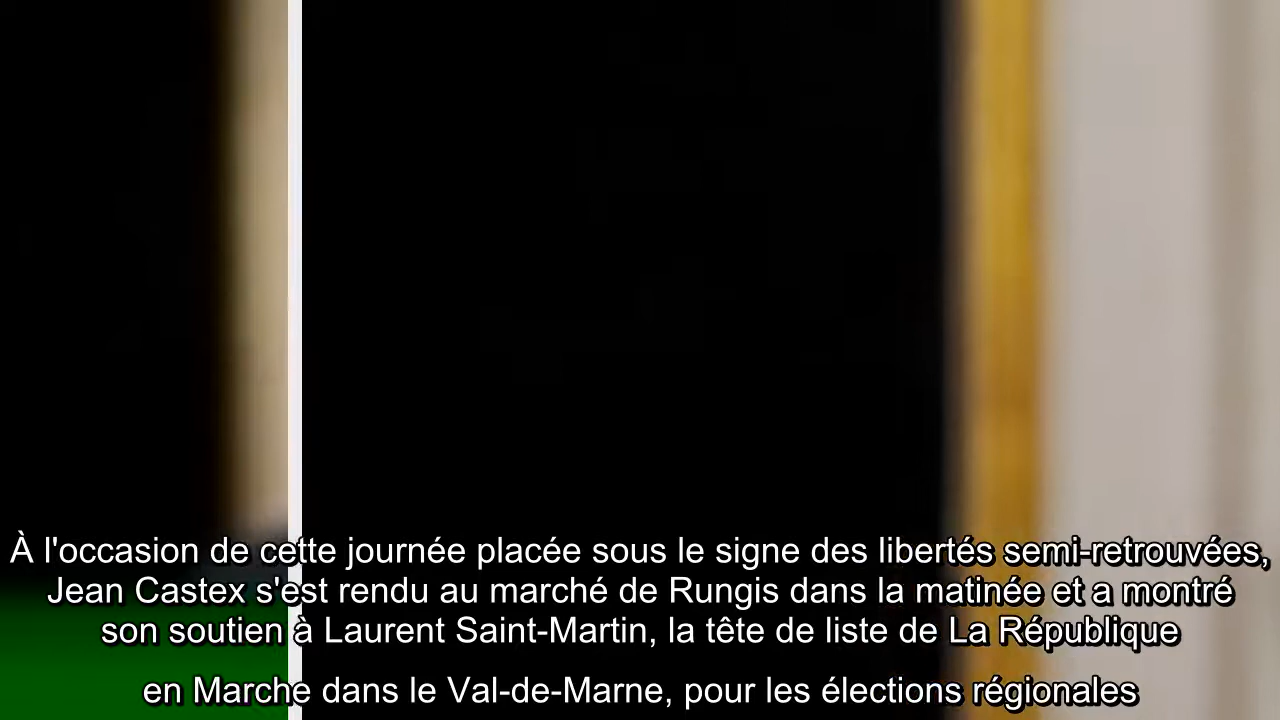 À l'occasion de cette journée placée sous le signe des libertés semi-retrouvées,
Jean Castex s'est rendu au marché de Rungis dans la matinée et a montré
son soutien à Laurent Saint-Martin, la tête de liste de La République
en Marche dans le Val-de-Marne, pour les élections régionales